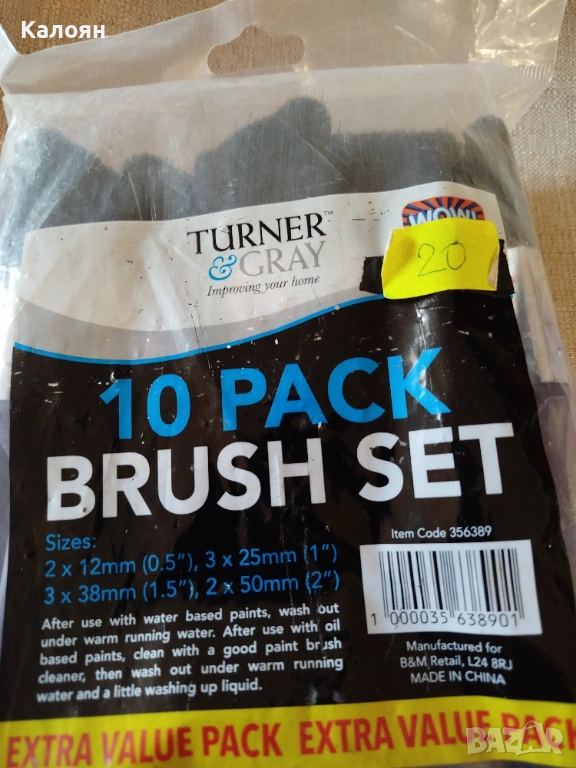 Калоян
TURNER™
& GRAY
Improving your home
WOW!
20
10 PACK
BRUSH SET
Sizes:
2 x 12mm (0.5"), 3 x 25mm (1")
3 x 38mm (1.5"), 2 x 50mm (2")
After use with water based paints, wash out
under warm running water. After use with oil
based paints, clean with a good paint brush
cleaner, then wash out under warm running
water and a little washing up liquid.
Item Code 356389
1 000035 638901
Manufactured for
B&M Retail, L24 8RJ
MADE IN CHINA
EXTRA VALUE PACK EXTRA VALUE PACK
BAZAR